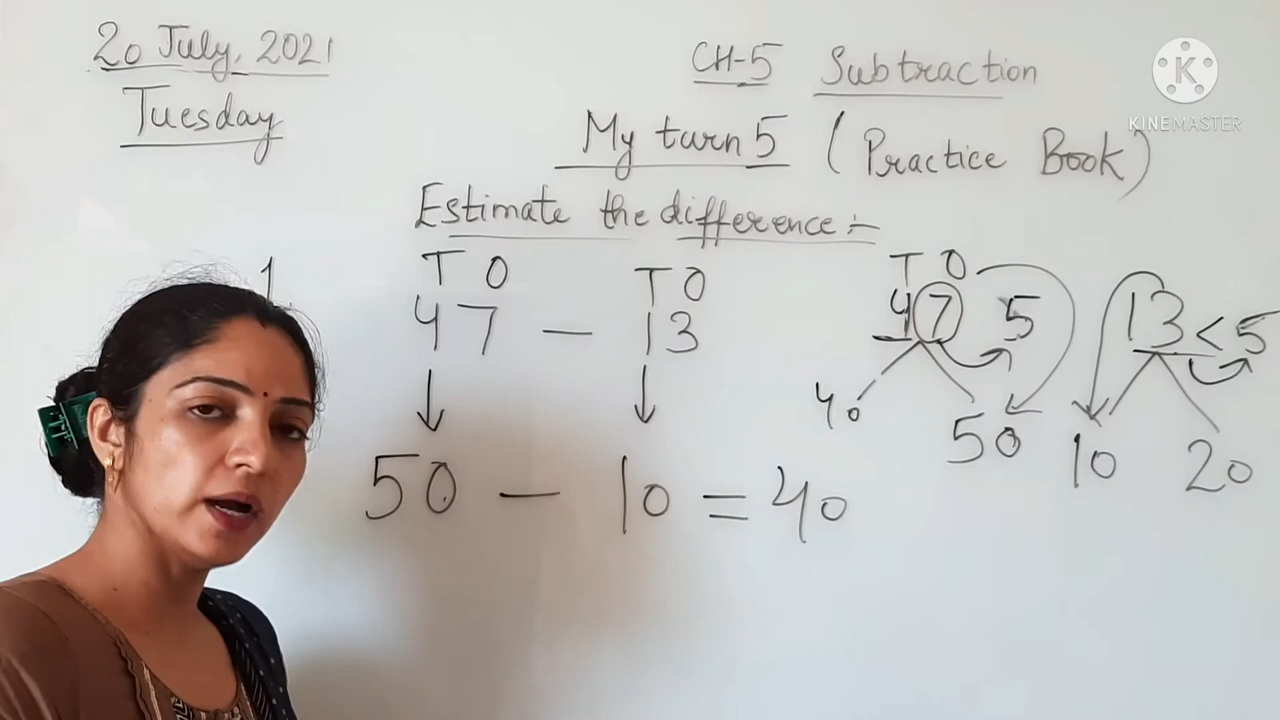 20 July, 2021
Tuesday
CH-5 Subtraction
My turn 5 (Practice Book)
Estimate the difference :-
1.
T O T O
47 - 13
50 - 10 = 40
T O
47 5
40 50
13 < 5
10 20
KINEMASTER